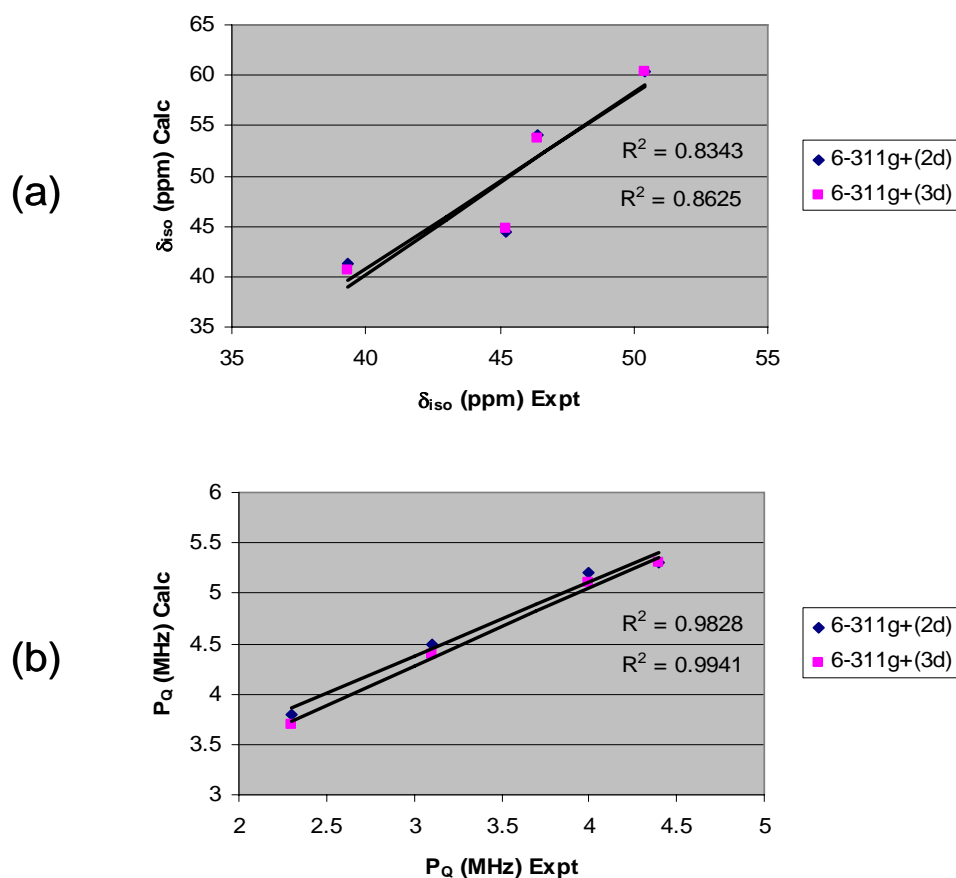 (a)
65
60
55
50
45
40
35
δiso (ppm) Calc
R² = 0.8343
R² = 0.8625
6-311g+(2d)
6-311g+(3d)
35 40 45 50 55
δiso (ppm) Expt
(b)
6
5.5
5
4.5
4
3.5
3
PQ (MHz) Calc
R² = 0.9828
R² = 0.9941
6-311g+(2d)
6-311g+(3d)
2 2.5 3 3.5 4 4.5 5
PQ (MHz) Expt